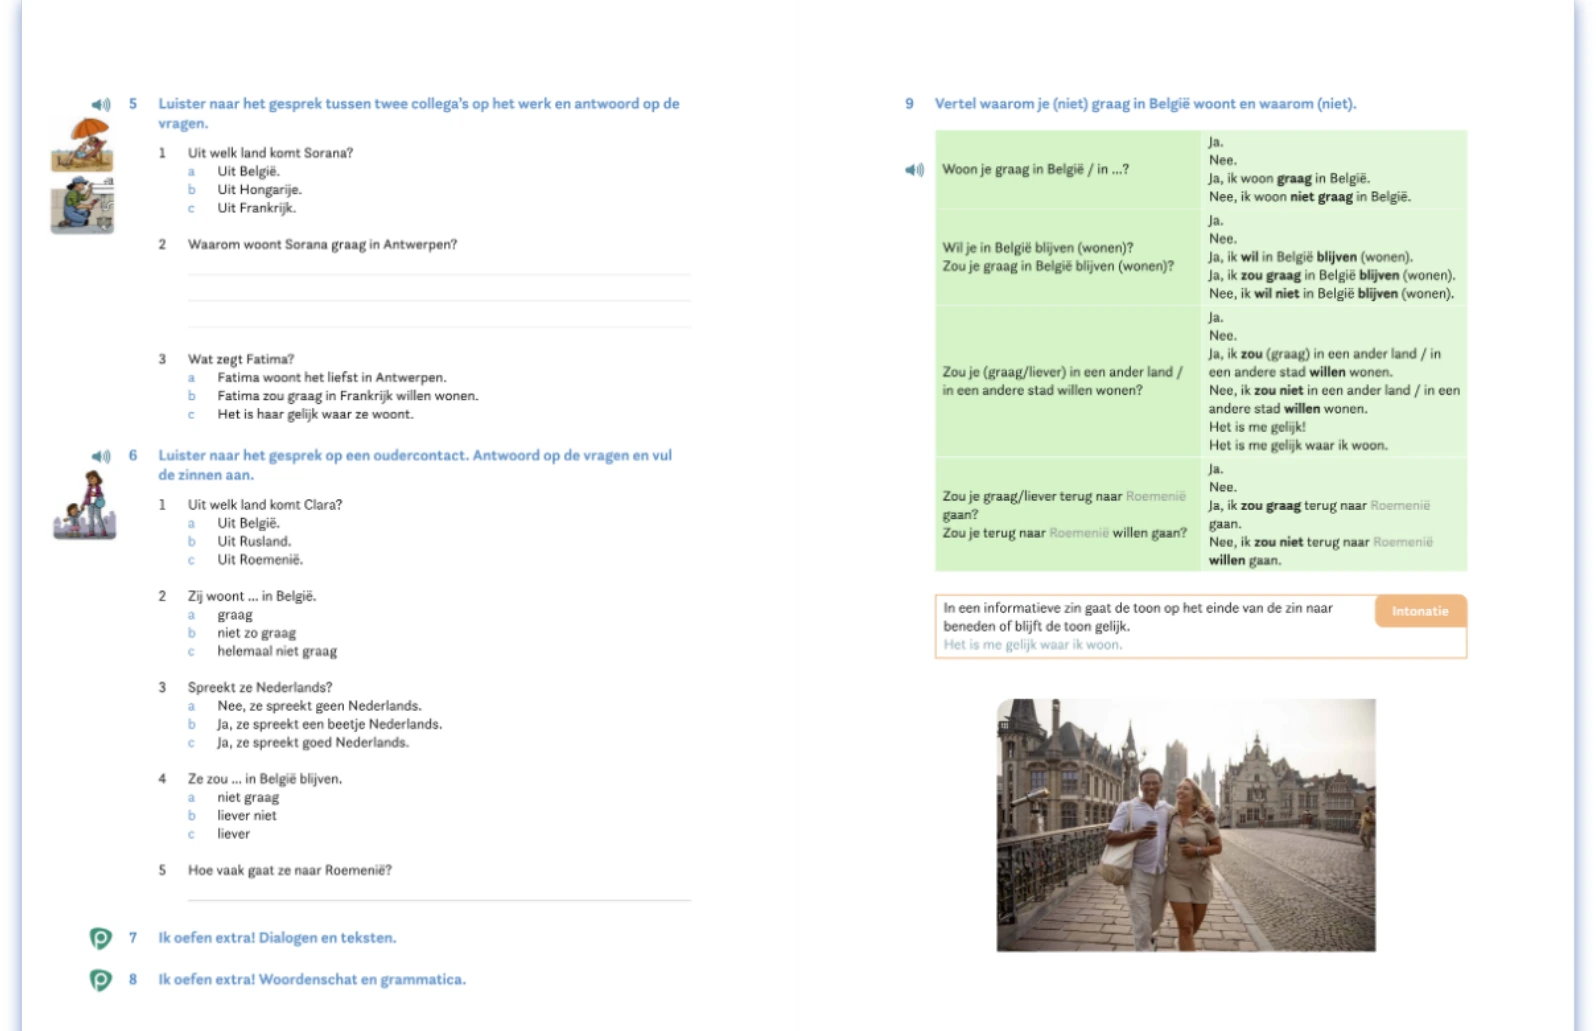 5 Luister naar het gesprek tussen twee collega's op het werk en antwoord op de
vragen.
1 Uit welk land komt Sorana?
a Uit België.
b Uit Hongarije.
c Uit Frankrijk.
2 Waarom woont Sorana graag in Antwerpen?
3 Wat zegt Fatima?
a Fatima woont het liefst in Antwerpen.
b Fatima zou graag in Frankrijk willen wonen.
c Het is haar gelijk waar ze woont.
6 Luister naar het gesprek op een oudercontact. Antwoord op de vragen en vul
de zinnen aan.
1 Uit welk land komt Clara?
a Uit België.
b Uit Rusland.
c Uit Roemenië.
2 Zij woont ... in België.
a graag
b niet zo graag
c helemaal niet graag
3 Spreekt ze Nederlands?
a Nee, ze spreekt geen Nederlands.
b Ja, ze spreekt een beetje Nederlands.
c Ja, ze spreekt goed Nederlands.
4 Ze zou ... in België blijven.
a niet graag
b liever niet
c liever
5 Hoe vaak gaat ze naar Roemenië?
7 Ik oefen extra! Dialogen en teksten.
8 Ik oefen extra! Woordenschat en grammatica.
9 Vertel waarom je (niet) graag in België woont en waarom (niet).
Woon je graag in België / in ...?
Ja.
Nee.
Ja, ik woon graag in België.
Nee, ik woon niet graag in België.
Wil je in België blijven (wonen)?
Zou je graag in België blijven (wonen)?
Ja.
Nee.
Ja, ik wil in België blijven (wonen).
Ja, ik zou graag in België blijven (wonen).
Nee, ik wil niet in België blijven (wonen).
Zou je (graag/liever) in een ander land /
in een andere stad willen wonen?
Ja.
Nee.
Ja, ik zou (graag) in een ander land / in
een andere stad willen wonen.
Nee, ik zou niet in een ander land / in een
andere stad willen wonen.
Het is me gelijk!
Het is me gelijk waar ik woon.
Zou je graag/liever terug naar Roemenië
gaan?
Zou je terug naar Roemenië willen gaan?
Ja.
Nee.
Ja, ik zou graag terug naar Roemenië
gaan.
Nee, ik zou niet terug naar Roemenië
willen gaan.
Intonatie
In een informatieve zin gaat de toon op het einde van de zin naar
beneden of blijft de toon gelijk.
Het is me gelijk waar ik woon.